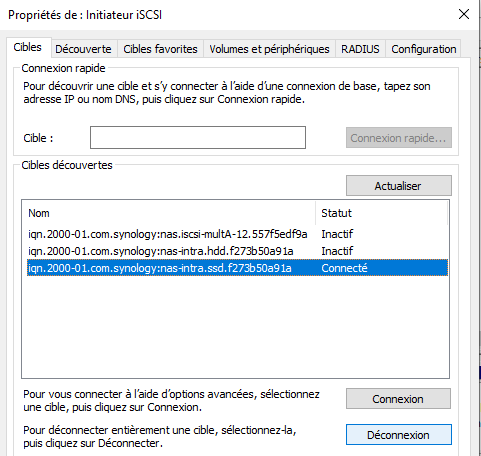 Propriétés de : Initiateur iSCSI
Cibles Découverte Cibles favorites Volumes et périphériques RADIUS Configuration
Connexion rapide
Pour découvrir une cible et s'y connecter à l'aide d'une connexion de base, tapez son
adresse IP ou nom DNS, puis cliquez sur Connexion rapide.
Cible : Connexion rapide...
Cibles découvertes
Actualiser
Nom Statut
iqn.2000-01.com.synology:nas.iscsi-multA-12.557f5edf9a Inactif
iqn.2000-01.com.synology:nas-intra.hdd.f273b50a91a Inactif
iqn.2000-01.com.synology:nas-intra.ssd.f273b50a91a Connecté
Pour vous connecter à l'aide d'options avancées, sélectionnez
une cible, puis cliquez sur Connexion.
Connexion
Pour déconnecter entièrement une cible, sélectionnez-la,
puis cliquez sur Déconnecter.
Déconnexion